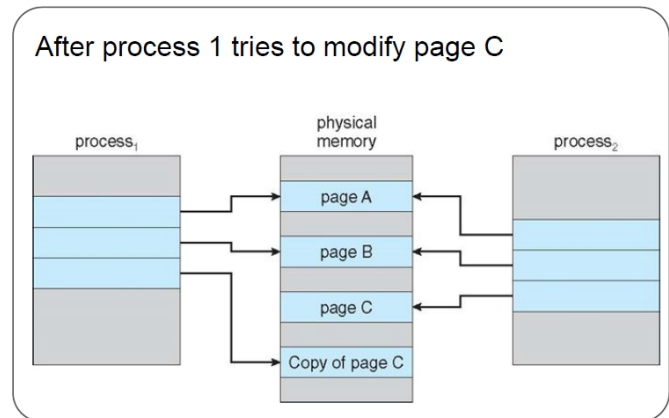 After process 1 tries to modify page C
physical
memory
process₁
process₂
page A
page B
page C
Copy of page C